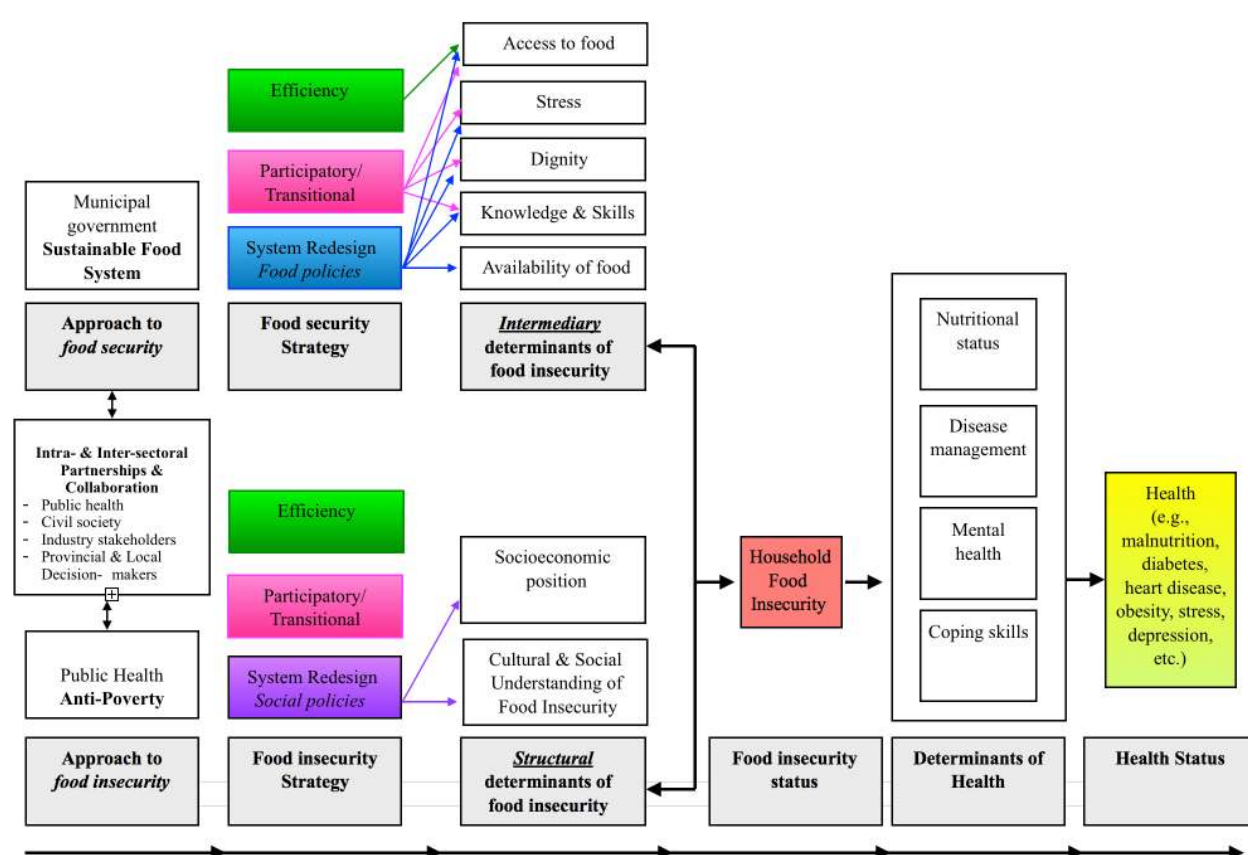 Access to food
Efficiency
Stress
Dignity
Participatory/
Transitional
Municipal
government
Sustainable Food
System
Knowledge & Skills
System Redesign
Food policies
Availability of food
Approach to
food security
Food security
Strategy
Intermediary
determinants of
food insecurity
Nutritional
status
Disease
management
Mental
health
Coping skills
Intra- & Inter-sectoral
Partnerships &
Collaboration
- Public health
- Civil society
- Industry stakeholders
- Provincial & Local
Decision- makers
Efficiency
Participatory/
Transitional
Socioeconomic
position
Household
Food
Insecurity
Health
(e.g.,
malnutrition,
diabetes,
heart disease,
obesity, stress,
depression,
etc.)
Public Health
Anti-Poverty
System Redesign
Social policies
Cultural & Social
Understanding of
Food Insecurity
Approach to
food insecurity
Food insecurity
Strategy
Structural
determinants of
food insecurity
Food insecurity
status
Determinants of
Health
Health Status